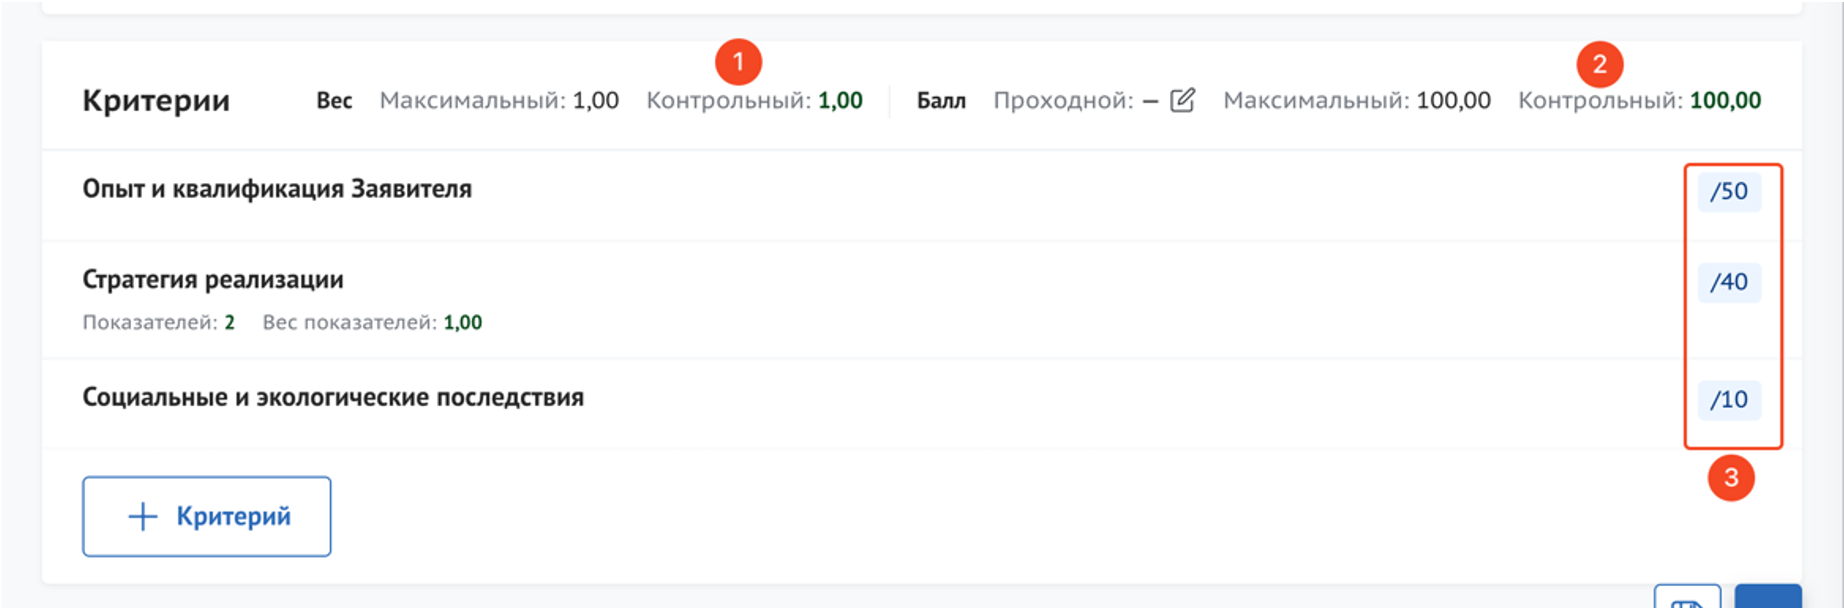 1
2
Критерии Вес Максимальный: 1,00 Контрольный: 1,00 Балл Проходной: – Максимальный: 100,00 Контрольный: 100,00
Опыт и квалификация Заявителя /50
Стратегия реализации /40
Показателей: 2 Вес показателей: 1,00
Социальные и экологические последствия /10
3
+ Критерий